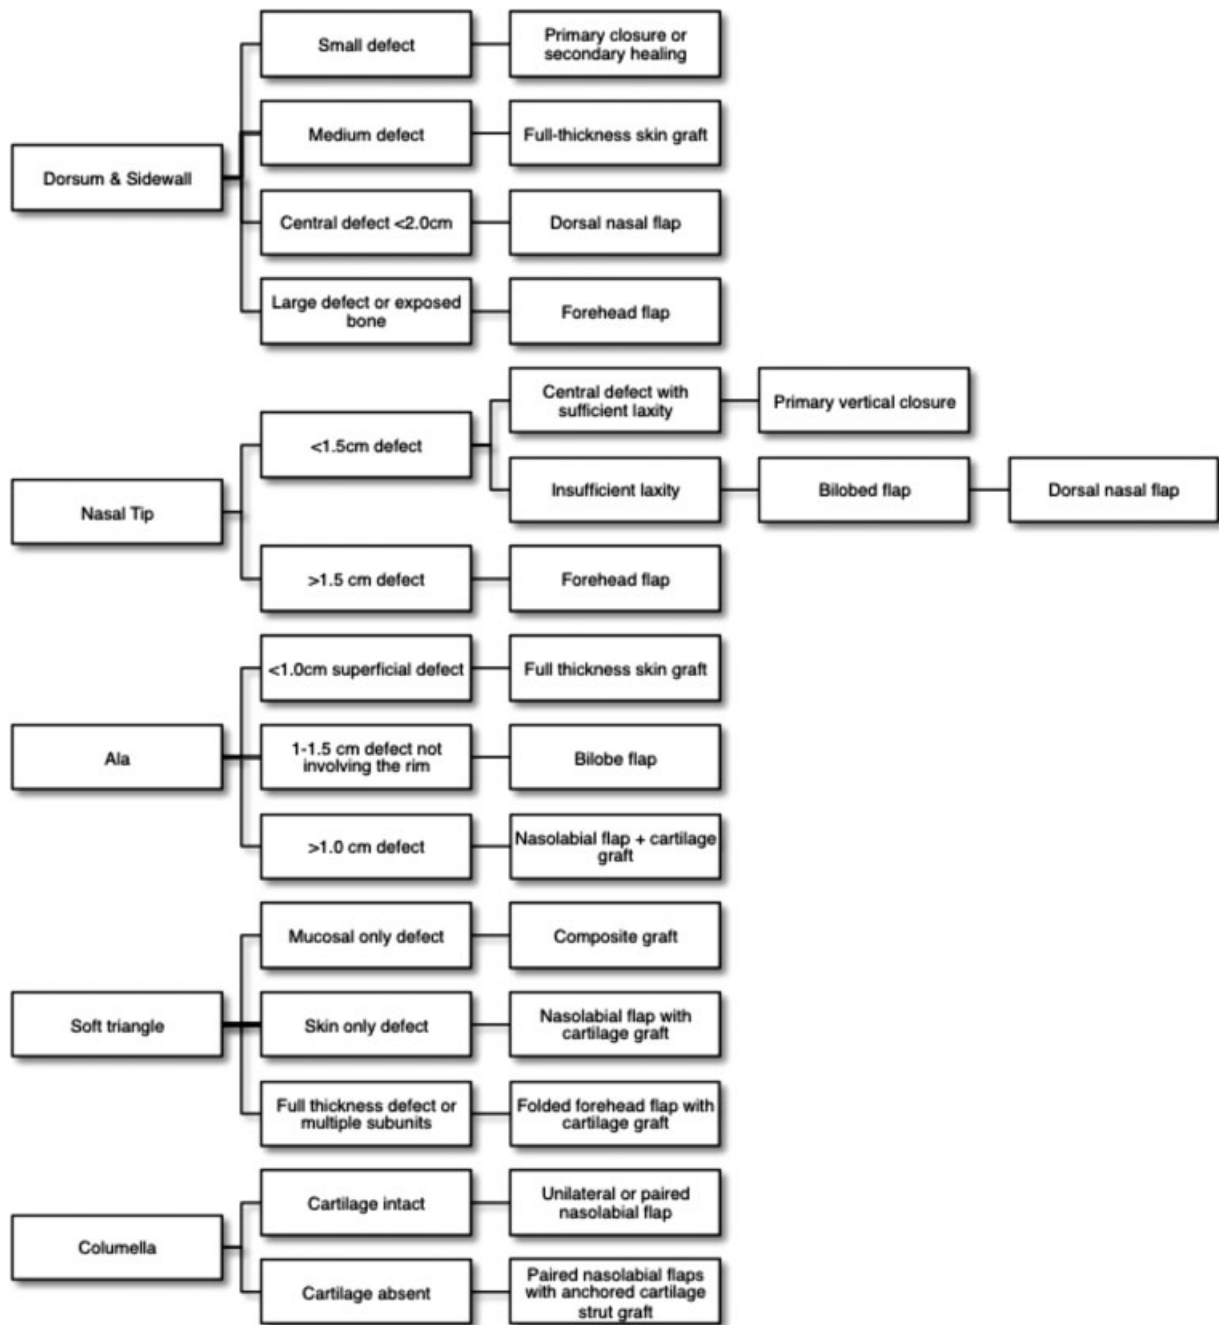 Dorsum & Sidewall
Small defect
Primary closure or
secondary healing
Medium defect
Full-thickness skin graft
Central defect <2.0cm
Dorsal nasal flap
Large defect or exposed
bone
Forehead flap
Nasal Tip
<1.5cm defect
Central defect with
sufficient laxity
Primary vertical closure
Insufficient laxity
Bilobed flap
Dorsal nasal flap
>1.5 cm defect
Forehead flap
Ala
<1.0cm superficial defect
Full thickness skin graft
1-1.5 cm defect not
involving the rim
Bilobe flap
>1.0 cm defect
Nasolabial flap + cartilage
graft
Soft triangle
Mucosal only defect
Composite graft
Skin only defect
Nasolabial flap with
cartilage graft
Full thickness defect or
multiple subunits
Folded forehead flap with
cartilage graft
Columella
Cartilage intact
Unilateral or paired
nasolabial flap
Cartilage absent
Paired nasolabial flaps
with anchored cartilage
strut graft